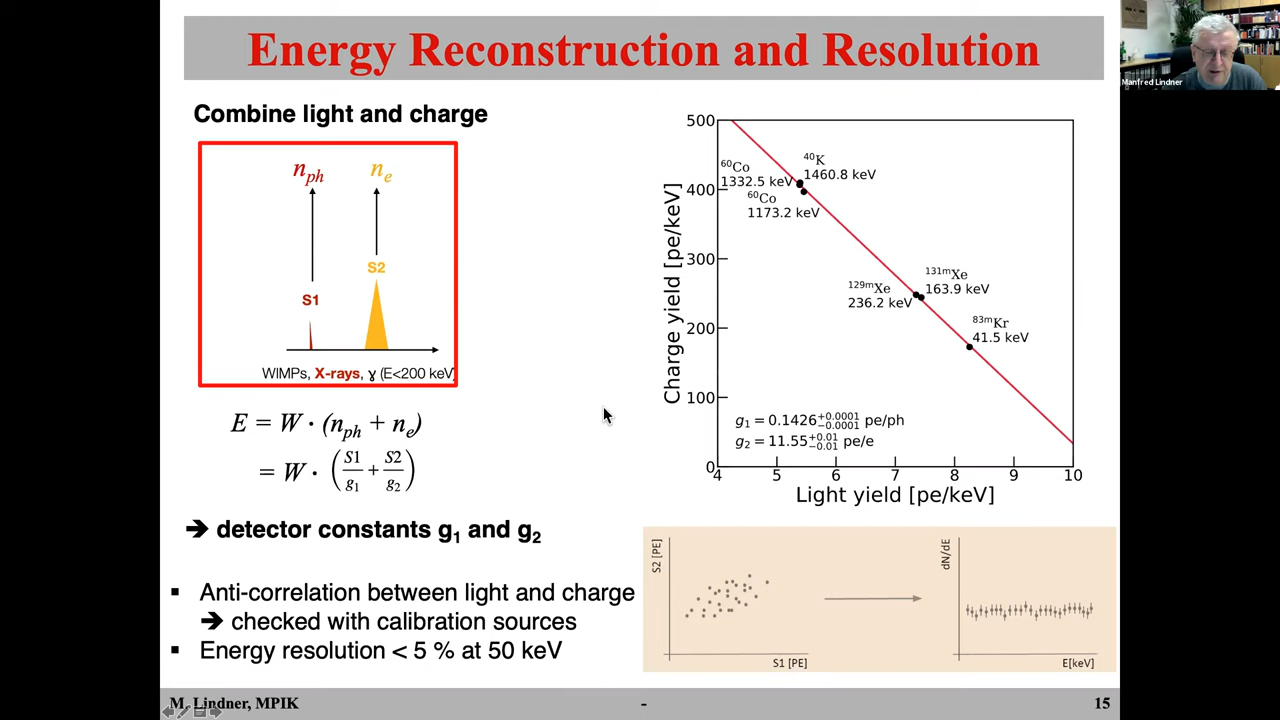 Energy Reconstruction and Resolution
Manfred Lindner
Combine light and charge
nph ne
S2
S1
WIMPs, X-rays, ɣ (E<200 keV)
E = W · (nph + ne)
= W · (S1/g1 + S2/g2)
➔ detector constants g1 and g2
▪ Anti-correlation between light and charge
➔ checked with calibration sources
▪ Energy resolution < 5 % at 50 keV
Charge yield [pe/keV]
500
400
300
200
100
0
60Co
1332.5 keV
40K
1460.8 keV
60Co
1173.2 keV
129mXe
236.2 keV
131mXe
163.9 keV
83mKr
41.5 keV
g1 = 0.1426 +0.0001 −0.0001 pe/ph
g2 = 11.55 +0.01 −0.01 pe/e
4 5 6 7 8 9 10
Light yield [pe/keV]
S2 [PE]
S1 [PE]
dN/dE
E[keV]
M. Lindner, MPIK
-
15